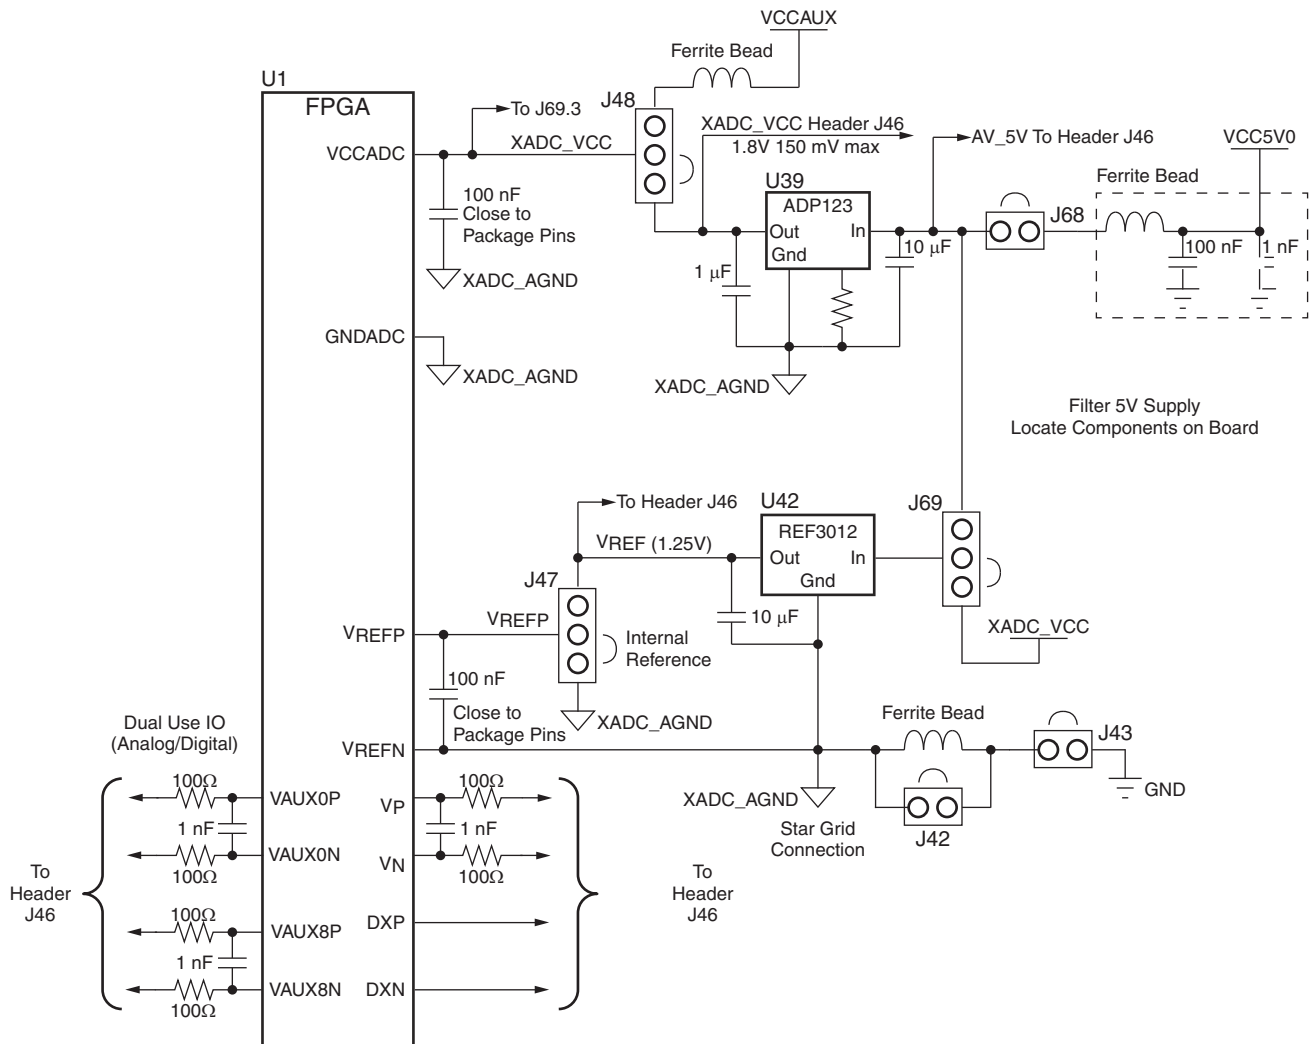 VCCAUX
Ferrite Bead
U1
FPGA
J48
To J69.3
XADC_VCC Header J46
1.8V 150 mV max
AV_5V To Header J46
VCC5V0
VCCADC
XADC_VCC
Ferrite Bead
U39
ADP123
J68
100 nF
Close to
Package Pins
Out
In
Gnd
10 µF
100 nF
1 nF
1 µF
XADC_AGND
GNDADC
XADC_AGND
XADC_AGND
Filter 5V Supply
Locate Components on Board
To Header J46
U42
J69
REF3012
VREF (1.25V)
Out
In
Gnd
J47
VREFP
VREFP
10 µF
Internal
Reference
XADC_VCC
100 nF
Close to
Package Pins
XADC_AGND
Dual Use IO
(Analog/Digital)
Ferrite Bead
J43
VREFN
GND
100Ω
VAUX0P
VP
100Ω
XADC_AGND
1 nF
1 nF
Star Grid
Connection
J42
VAUX0N
VN
100Ω
100Ω
To
Header
J46
To
Header
J46
100Ω
VAUX8P
DXP
1 nF
VAUX8N
DXN
100Ω